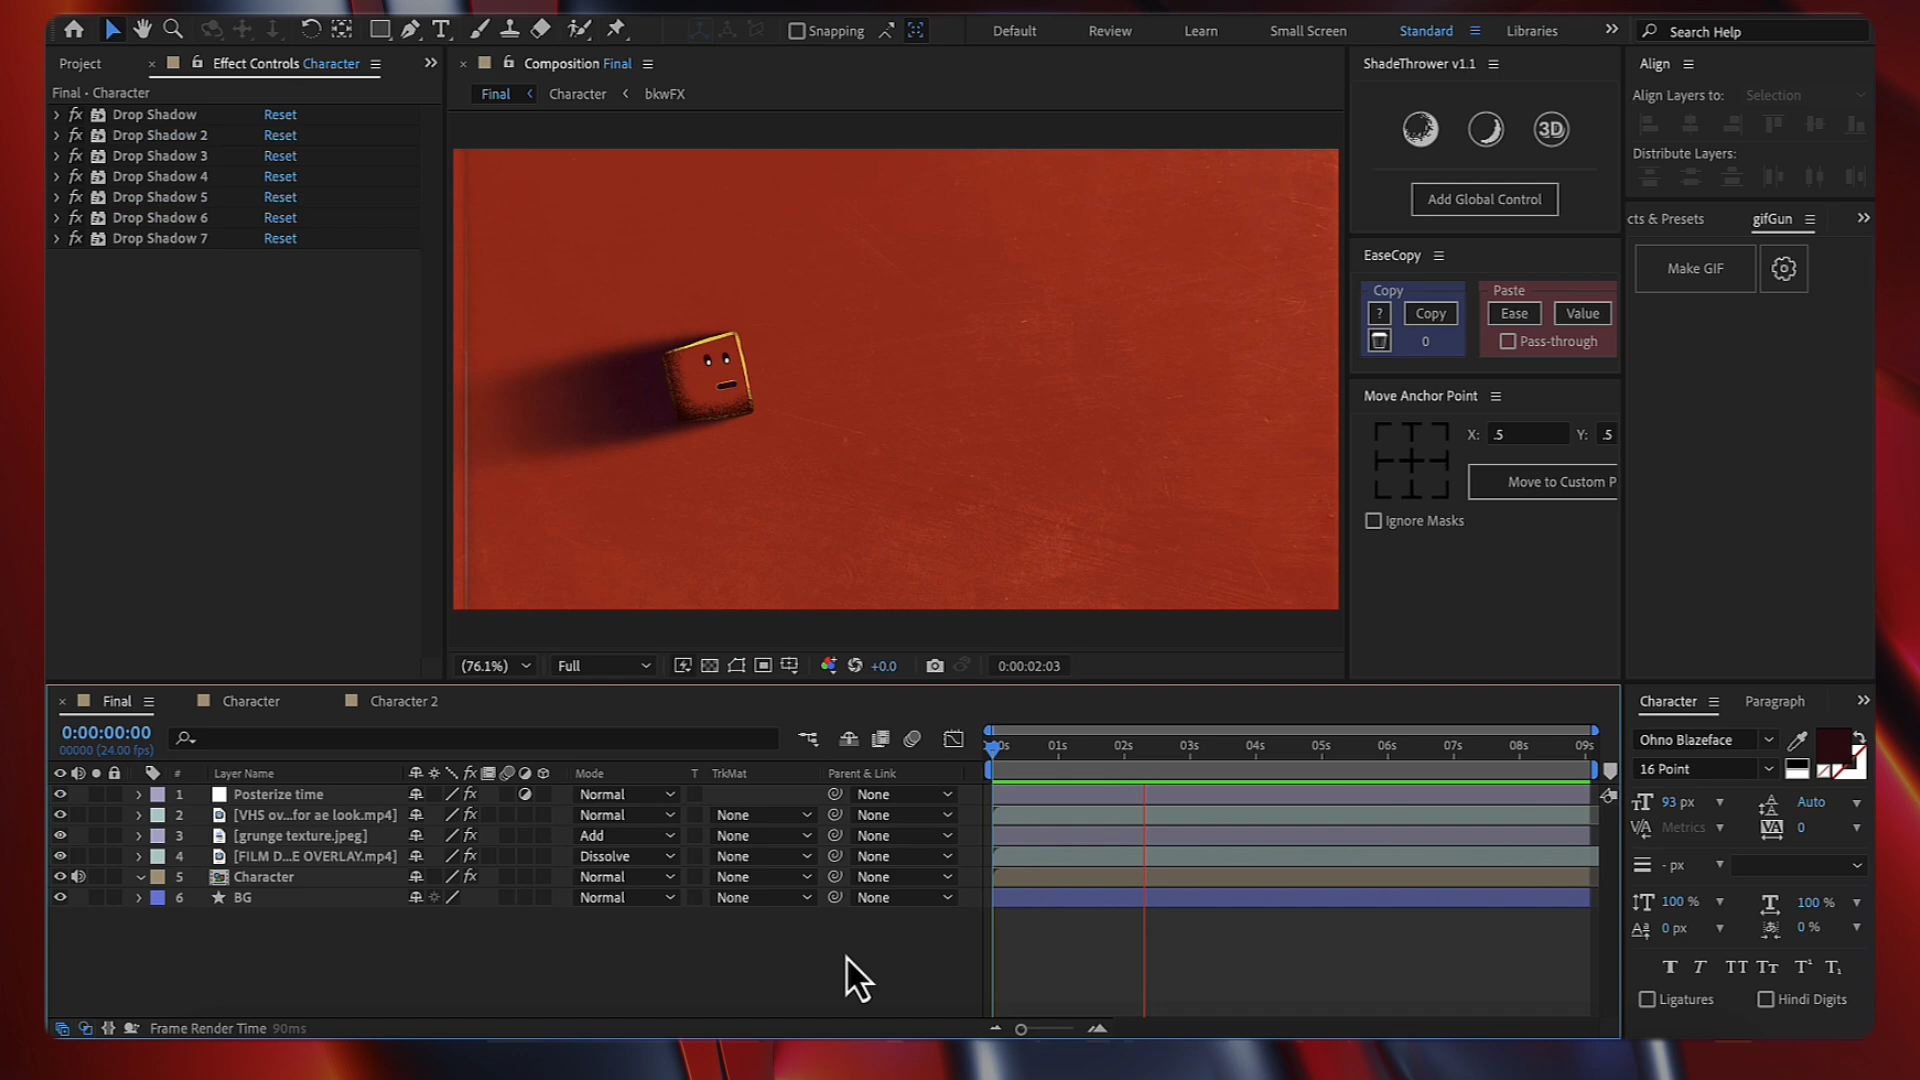 Snapping
Default
Review
Learn
Small Screen
Standard
Libraries
Search Help
Project
Effect Controls Character
Composition Final
ShadeThrower v1.1
Align
Final • Character
Final
Character
bkwFX
Align Layers to:
Selection
Drop Shadow
Reset
Drop Shadow 2
Reset
Drop Shadow 3
Reset
Drop Shadow 4
Reset
Drop Shadow 5
Reset
Drop Shadow 6
Reset
Drop Shadow 7
Reset
3D
Distribute Layers:
Add Global Control
cts & Presets
gifGun
EaseCopy
Make GIF
Copy
Paste
?
Copy
Ease
Value
0
Pass-through
Move Anchor Point
X:
.5
Y:
.5
Move to Custom P
Ignore Masks
(76.1%)
Full
+0.0
0:00:02:03
Final
Character
Character 2
Character
Paragraph
0:00:00:00
00000 (24.00 fps)
00s
01s
02s
03s
04s
05s
06s
07s
08s
09s
Ohno Blazeface
16 Point
#
Layer Name
fx
Mode
T
TrkMat
Parent & Link
1
Posterize time
Normal
None
2
[VHS ov...for ae look.mp4]
Normal
None
None
3
[grunge texture.jpeg]
Add
None
None
4
[FILM D...E OVERLAY.mp4]
Dissolve
None
None
5
Character
Normal
None
None
6
BG
Normal
None
None
93 px
Auto
Metrics
0
- px
100 %
100 %
0 px
0 %
Ligatures
Hindi Digits
Frame Render Time 90ms